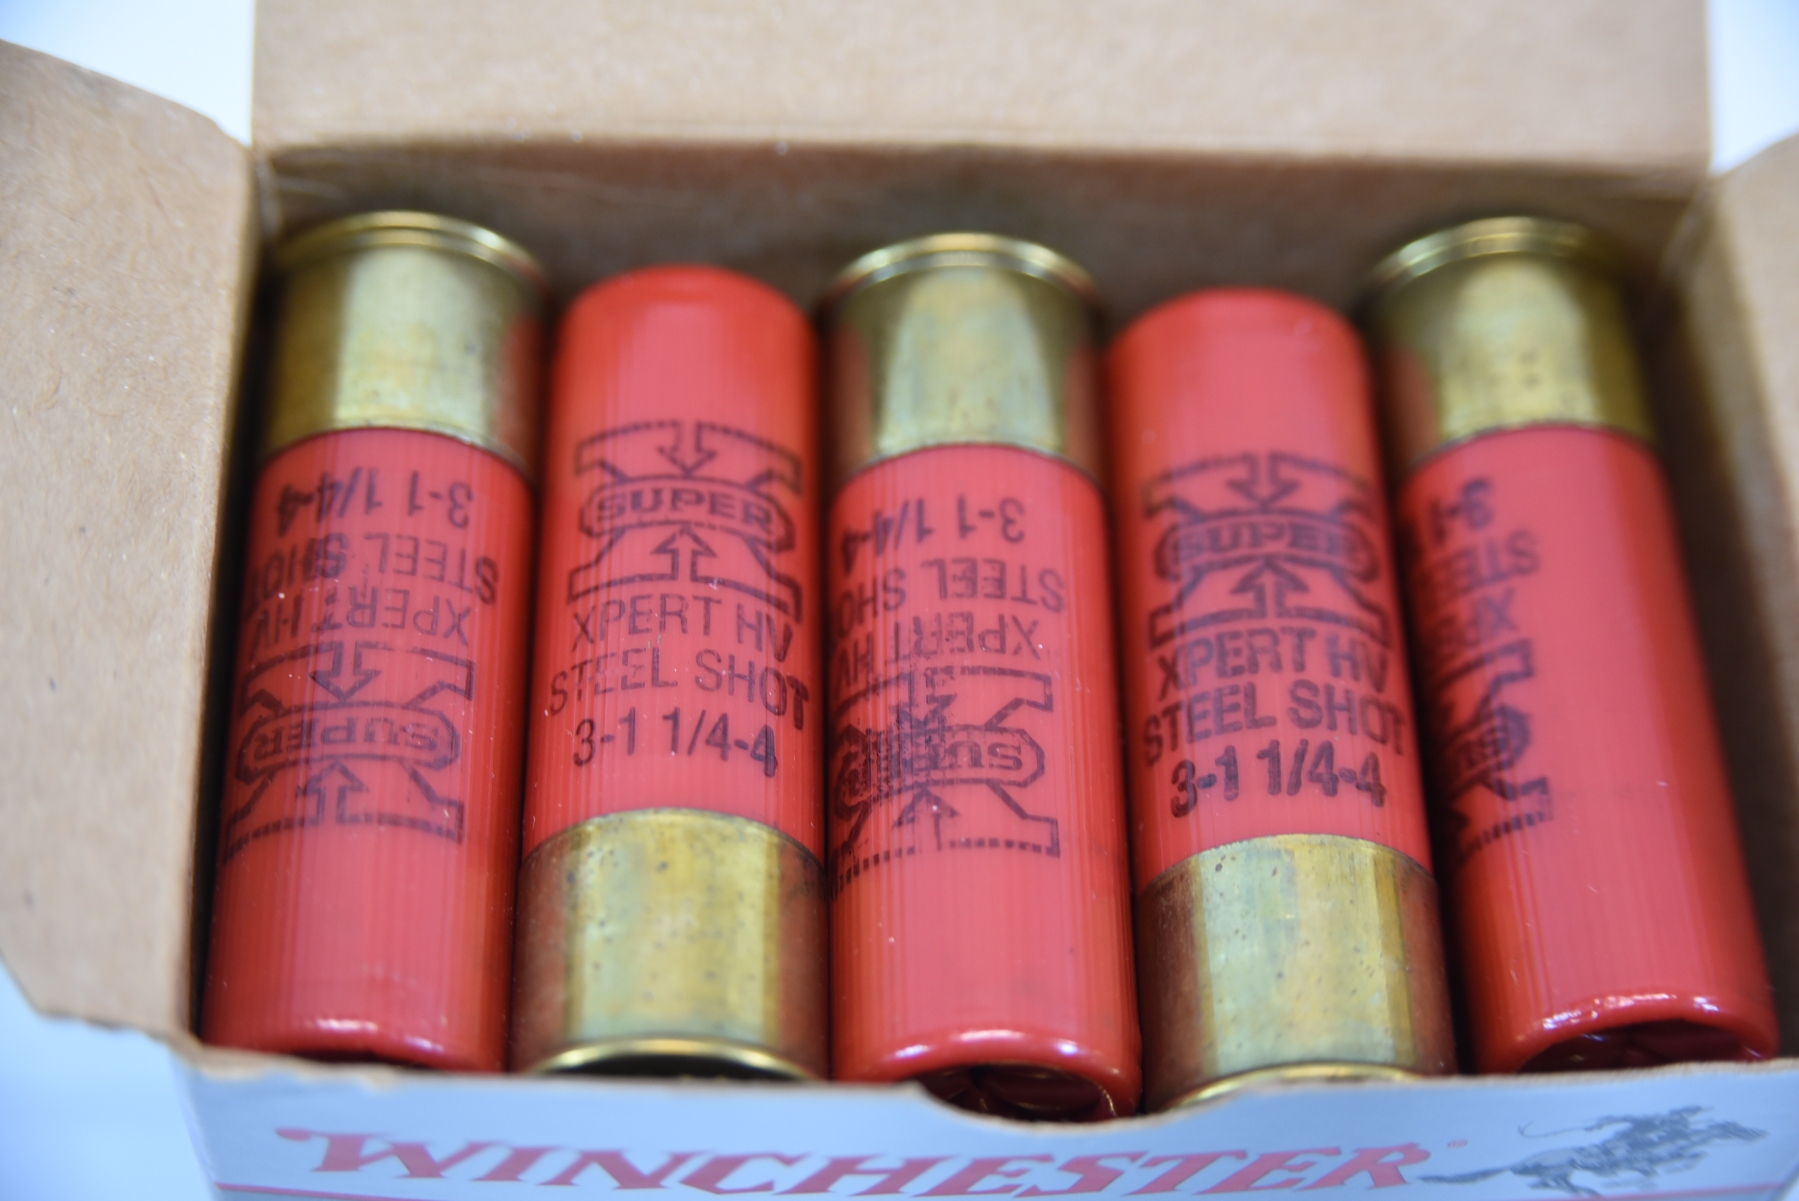 3-1 1/4-4
STEEL SHOT
XPERT HV
SUPER
SUPER
XPERT HV
STEEL SHOT
3-1 1/4-4
3-1 1/4-4
STEEL SHOT
XPERT HV
SUPER
SUPER
XPERT HV
STEEL SHOT
3-1 1/4-4
3-1
WINCHESTER®